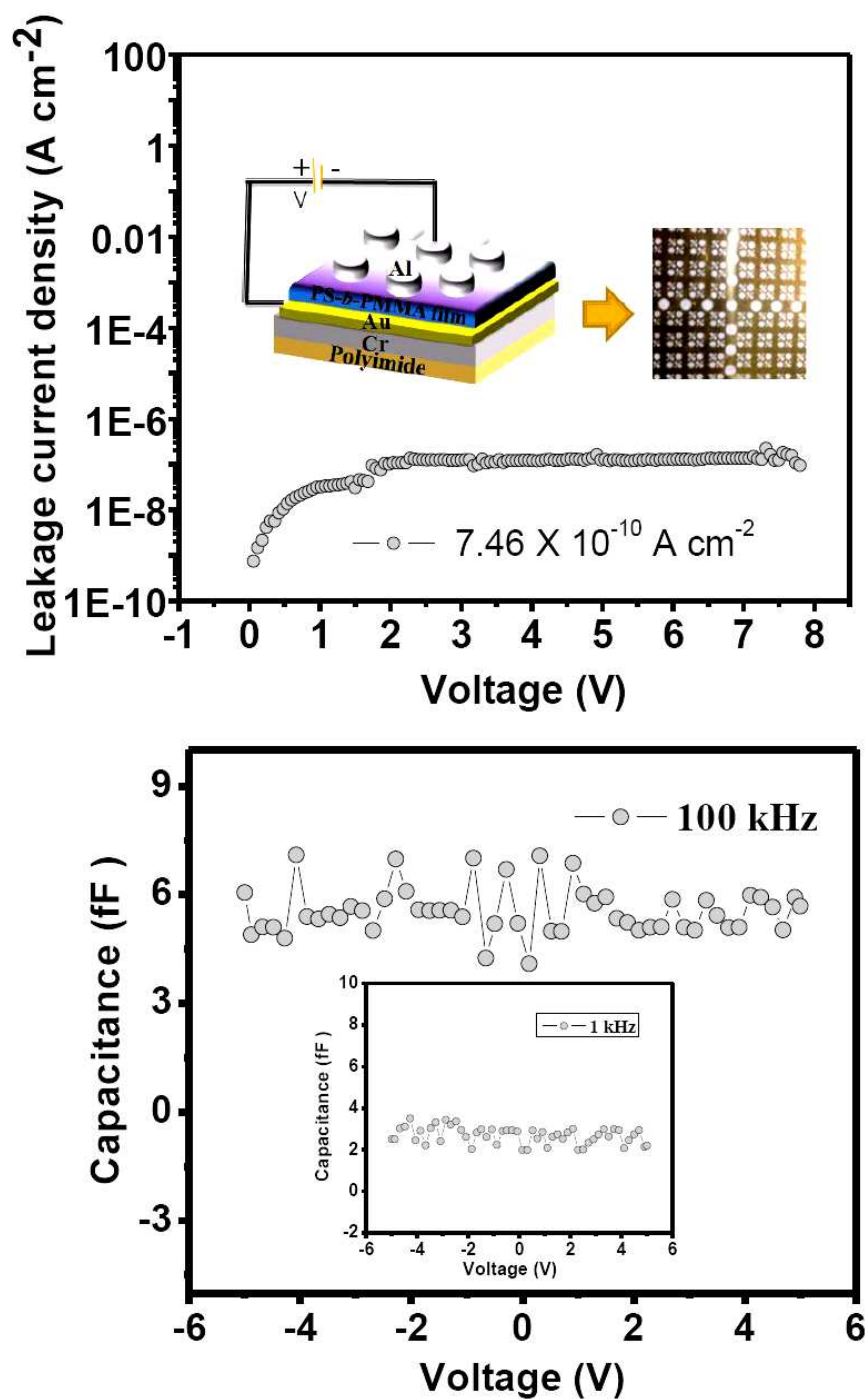 Leakage current density (A cm-2)
100
1
0.01
1E-4
1E-6
1E-8
1E-10
+ -
V
Al
PS-b-PMMA film
Au
Cr
Polyimide
7.46 X 10-10 A cm-2
-1 0 1 2 3 4 5 6 7 8
Voltage (V)
Capacitance (fF )
9
6
3
0
-3
100 kHz
Capacitance (fF )
10
8
6
4
2
0
-2
1 kHz
-6 -4 -2 0 2 4 6
Voltage (V)
-6 -4 -2 0 2 4 6
Voltage (V)